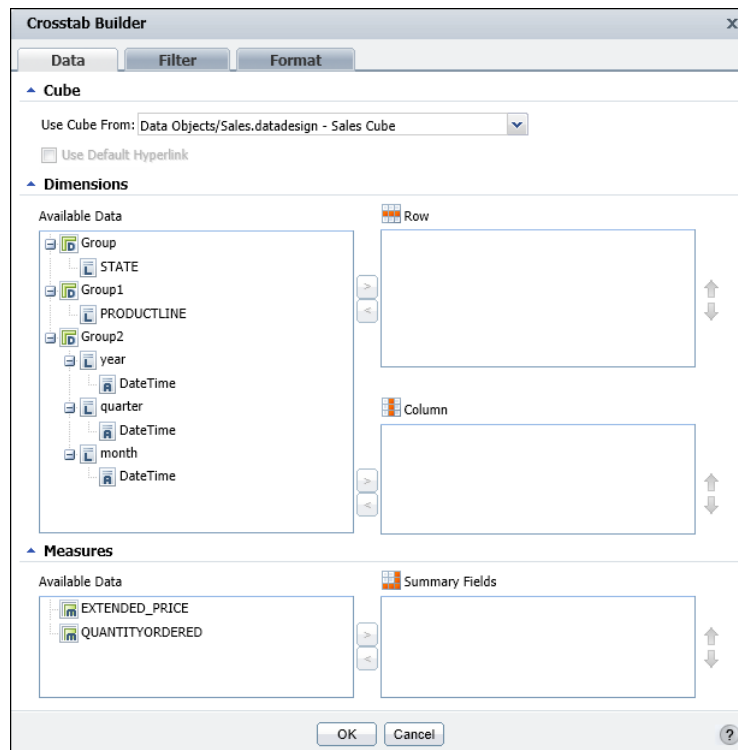 Crosstab Builder
x
Data Filter Format
Cube
Use Cube From: Data Objects/Sales.datadesign - Sales Cube
Use Default Hyperlink
Dimensions
Available Data
Row
Group
STATE
Group1
PRODUCTLINE
Group2
year
DateTime
quarter
DateTime
month
DateTime
>
<
Column
>
<
Measures
Available Data
Summary Fields
EXTENDED_PRICE
QUANTITYORDERED
>
<
OK Cancel
?